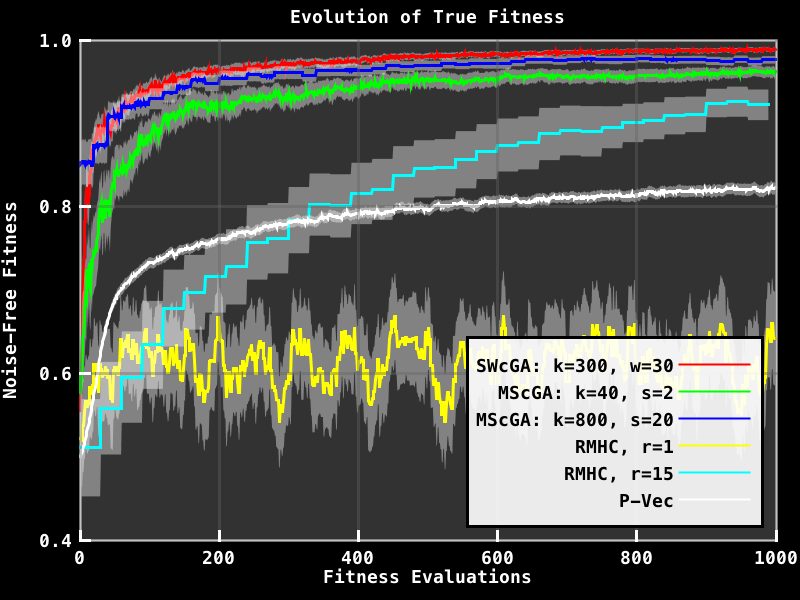 Evolution of True Fitness
Noise-Free Fitness
1.0
0.8
0.6
0.4
SWcGA: k=300, w=30
MScGA: k=40, s=2
MScGA: k=800, s=20
RMHC, r=1
RMHC, r=15
P-Vec
0 200 400 600 800 1000
Fitness Evaluations